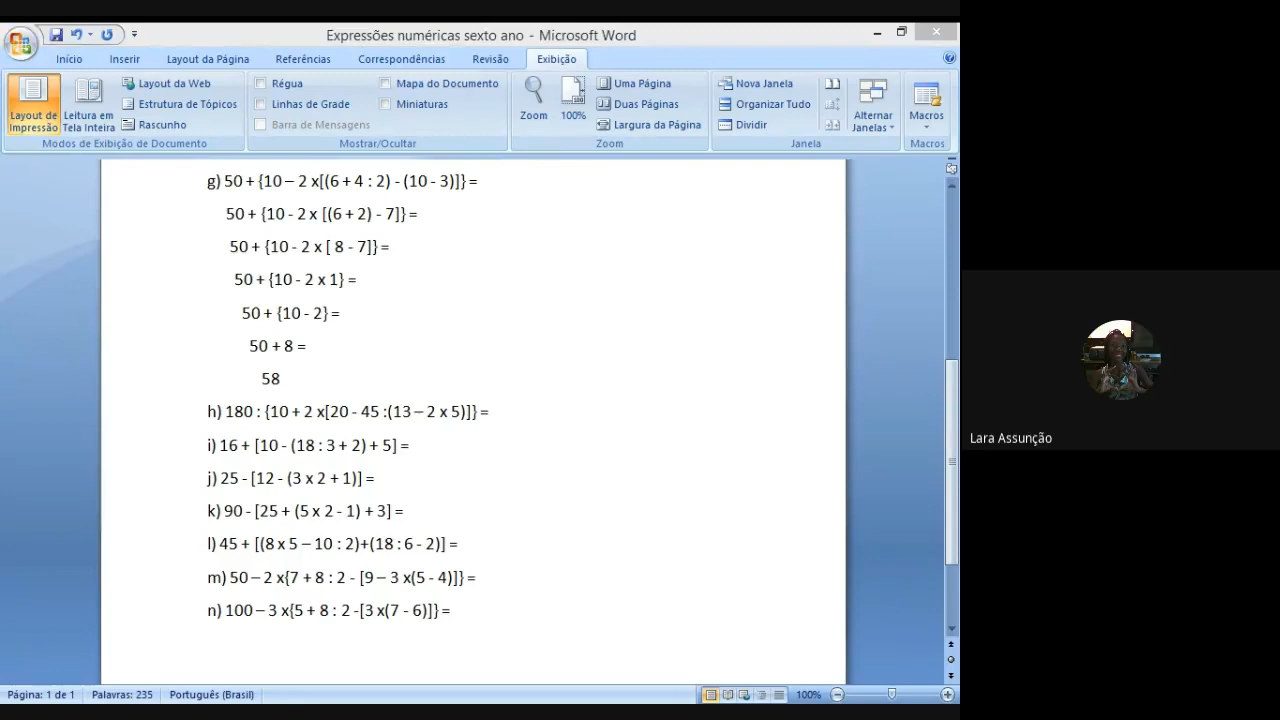 Expressões numéricas sexto ano - Microsoft Word
Início Inserir Layout da Página Referências Correspondências Revisão Exibição
Layout de Impressão
Leitura em Tela Inteira
Layout da Web
Estrutura de Tópicos
Rascunho
Modos de Exibição de Documento
Régua
Linhas de Grade
Barra de Mensagens
Mapa do Documento
Miniaturas
Mostrar/Ocultar
Zoom
100%
Uma Página
Duas Páginas
Largura da Página
Zoom
Nova Janela
Organizar Tudo
Dividir
Alternar Janelas
Janela
Macros
Macros
g) 50 + {10 – 2 x[(6 + 4 : 2) - (10 - 3)]} =
50 + {10 - 2 x [(6 + 2) - 7]} =
50 + {10 - 2 x [ 8 - 7]} =
50 + {10 - 2 x 1} =
50 + {10 - 2} =
50 + 8 =
58
h) 180 : {10 + 2 x[20 - 45 :(13 – 2 x 5)]} =
i) 16 + [10 - (18 : 3 + 2) + 5] =
j) 25 - [12 - (3 x 2 + 1)] =
k) 90 - [25 + (5 x 2 - 1) + 3] =
l) 45 + [(8 x 5 – 10 : 2)+(18 : 6 - 2)] =
m) 50 – 2 x{7 + 8 : 2 - [9 – 3 x(5 - 4)]} =
n) 100 – 3 x{5 + 8 : 2 -[3 x(7 - 6)]} =
Lara Assunção
Página: 1 de 1 Palavras: 235 Português (Brasil) 100%